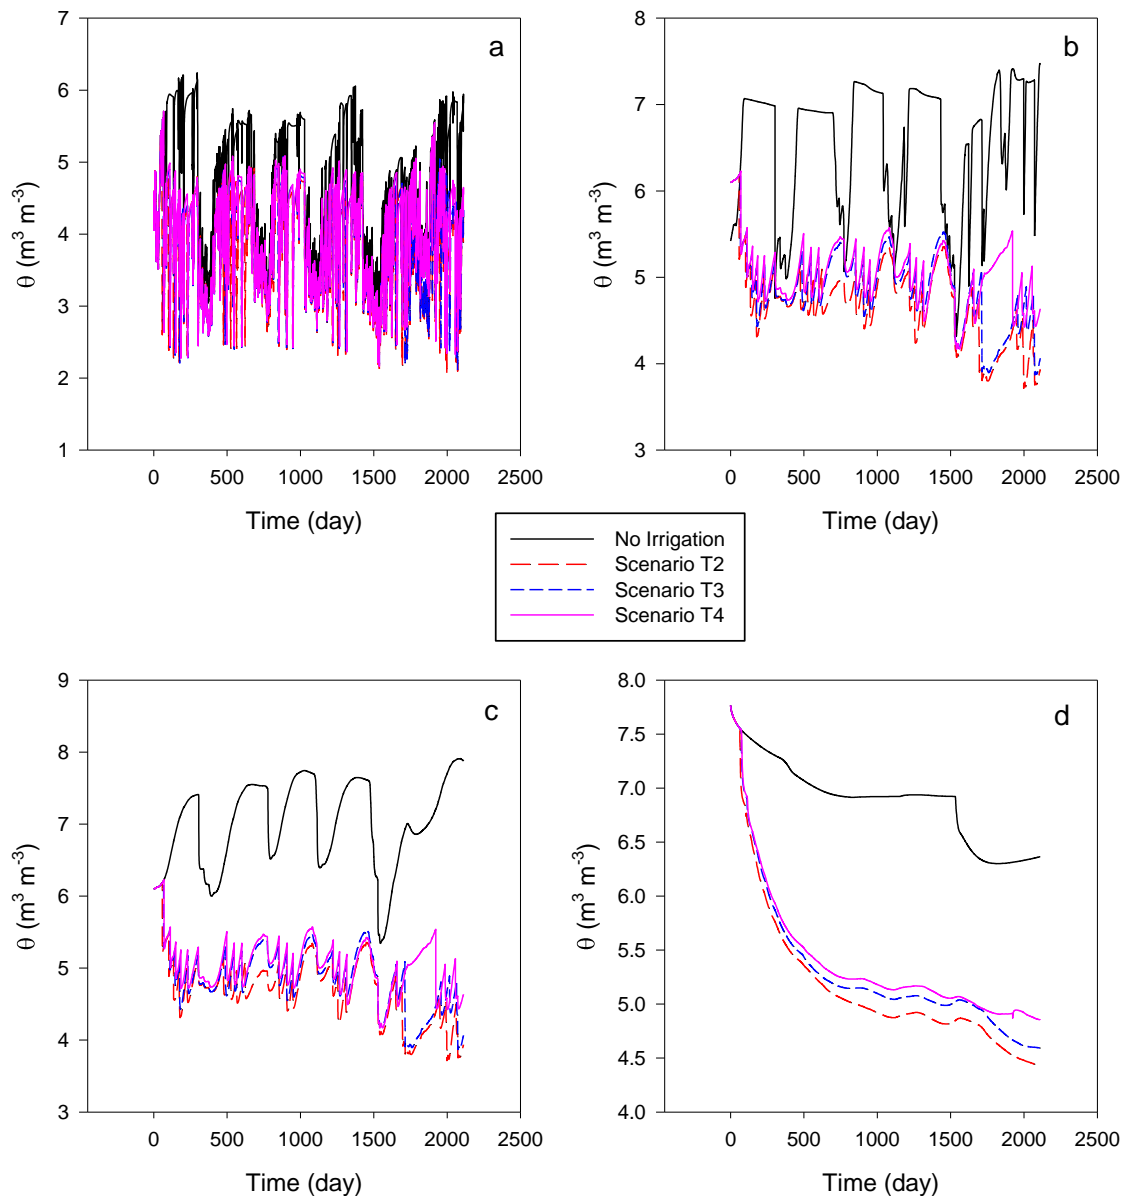 a
7
6
5
4
3
2
1
θ (m³ m⁻³)
0 500 1000 1500 2000 2500
Time (day)
b
8
7
6
5
4
3
θ (m³ m⁻³)
0 500 1000 1500 2000 2500
Time (day)
No Irrigation
Scenario T2
Scenario T3
Scenario T4
c
9
8
7
6
5
4
3
θ (m³ m⁻³)
0 500 1000 1500 2000 2500
Time (day)
d
8.0
7.5
7.0
6.5
6.0
5.5
5.0
4.5
4.0
θ (m³ m⁻³)
0 500 1000 1500 2000 2500
Time (day)